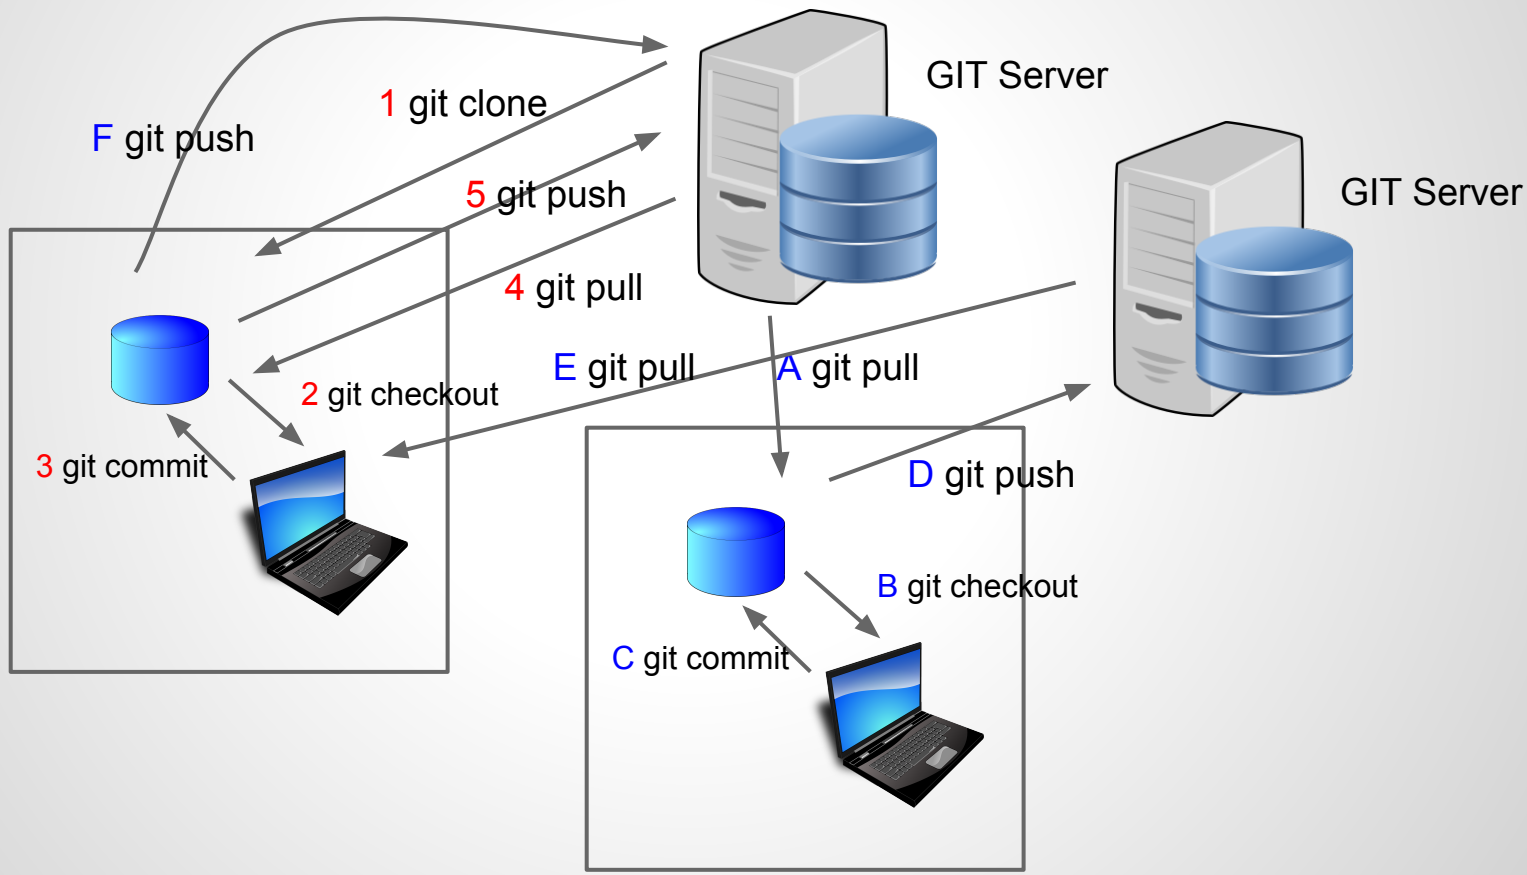 GIT Server
1 git clone
F git push
5 git push
GIT Server
4 git pull
E git pull
A git pull
2 git checkout
3 git commit
D git push
B git checkout
C git commit